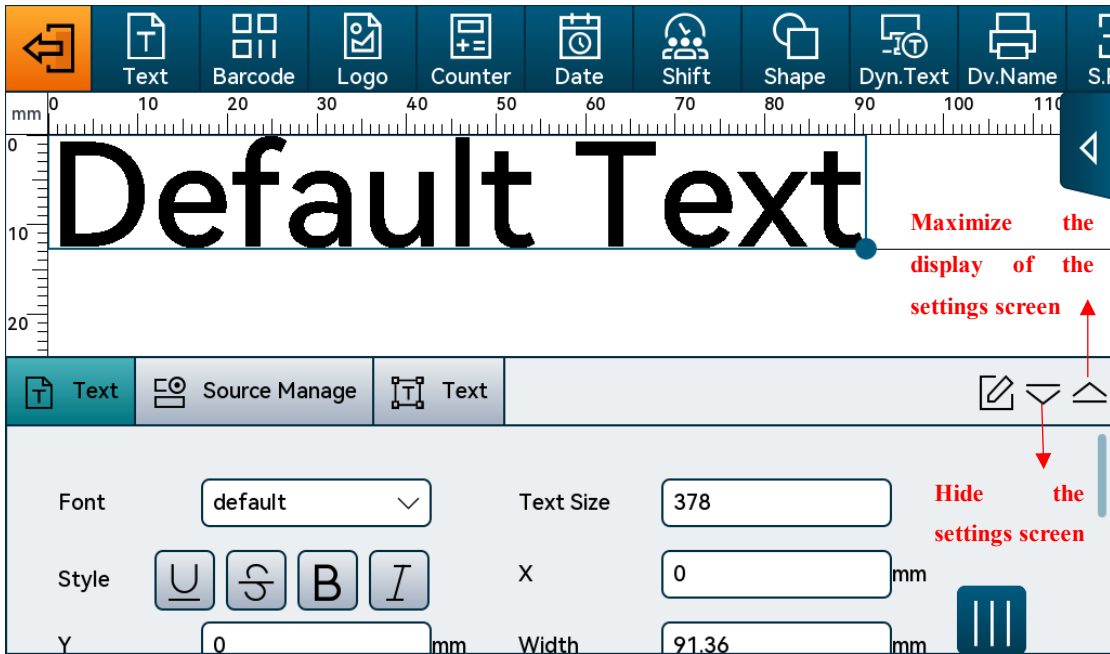 Text Barcode Logo Counter Date Shift Shape Dyn.Text Dv.Name
mm 0 10 20 30 40 50 60 70 80 90 100
0
Default Text
10
Maximize the
display of the
settings screen
20
Text Source Manage Text
Font default Text Size 378
Hide the
settings screen
Style U S B I X 0 mm
Y 0 mm Width 91.36 mm